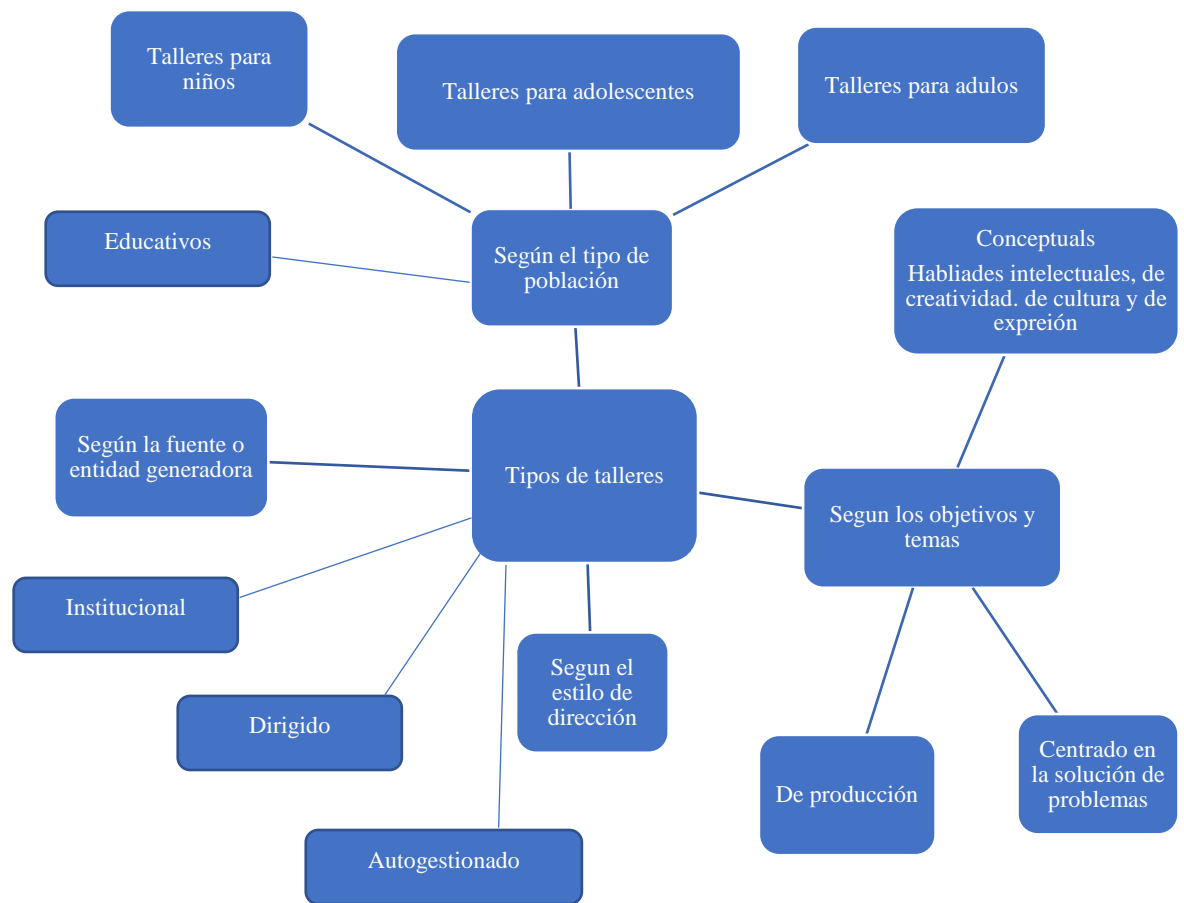 Talleres para
niños
Talleres para adolescentes
Talleres para adulos
Educativos
Según el tipo de
población
Conceptuals
Habliades intelectuales, de
creatividad. de cultura y de
expreión
Según la fuente o
entidad generadora
Tipos de talleres
Segun los objetivos y
temas
Institucional
Segun el
estilo de
dirección
Dirigido
De producción
Centrado en
la solución de
problemas
Autogestionado